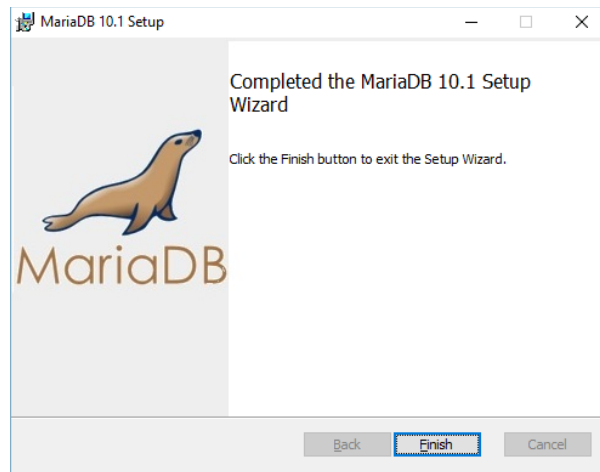 MariaDB 10.1 Setup
Completed the MariaDB 10.1 Setup
Wizard
Click the Finish button to exit the Setup Wizard.
MariaDB
Back
Finish
Cancel